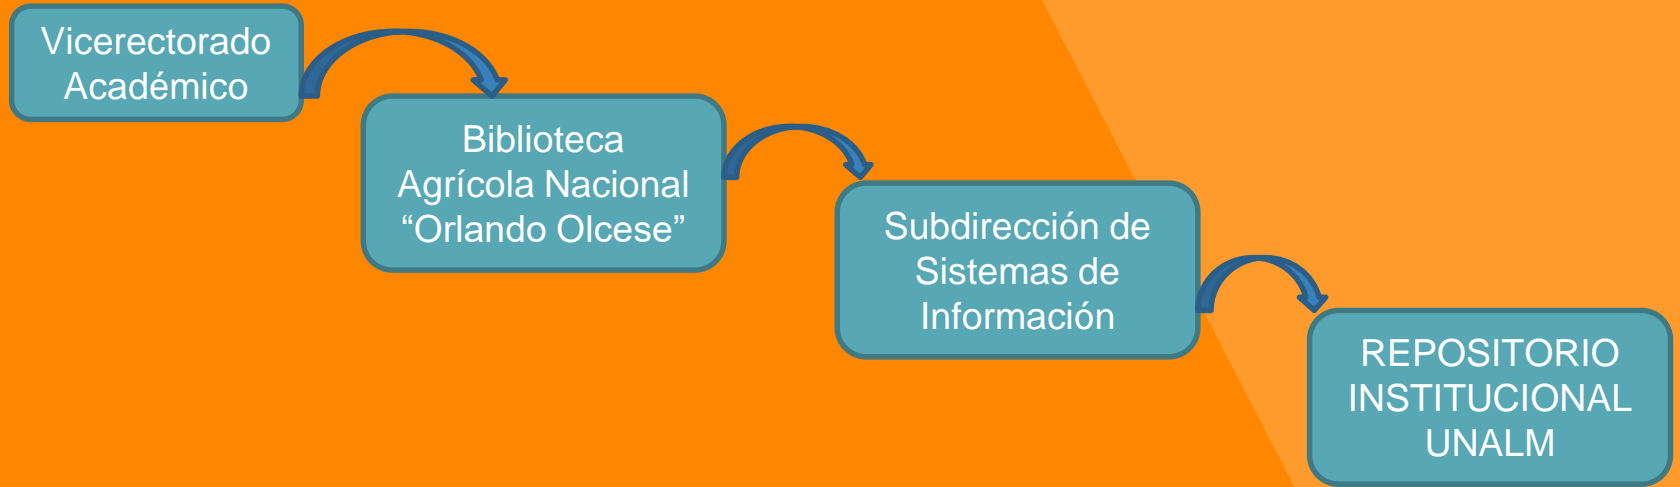 Vicerectorado
Académico
Biblioteca
Agrícola Nacional
“Orlando Olcese”
Subdirección de
Sistemas de
Información
REPOSITORIO
INSTITUCIONAL
UNALM